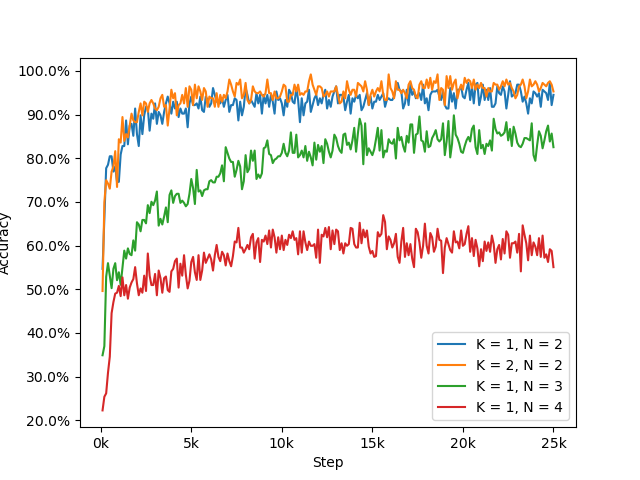 100.0%
90.0%
80.0%
70.0%
60.0%
50.0%
40.0%
30.0%
20.0%
Accuracy
0k 5k 10k 15k 20k 25k
Step
K = 1, N = 2
K = 2, N = 2
K = 1, N = 3
K = 1, N = 4